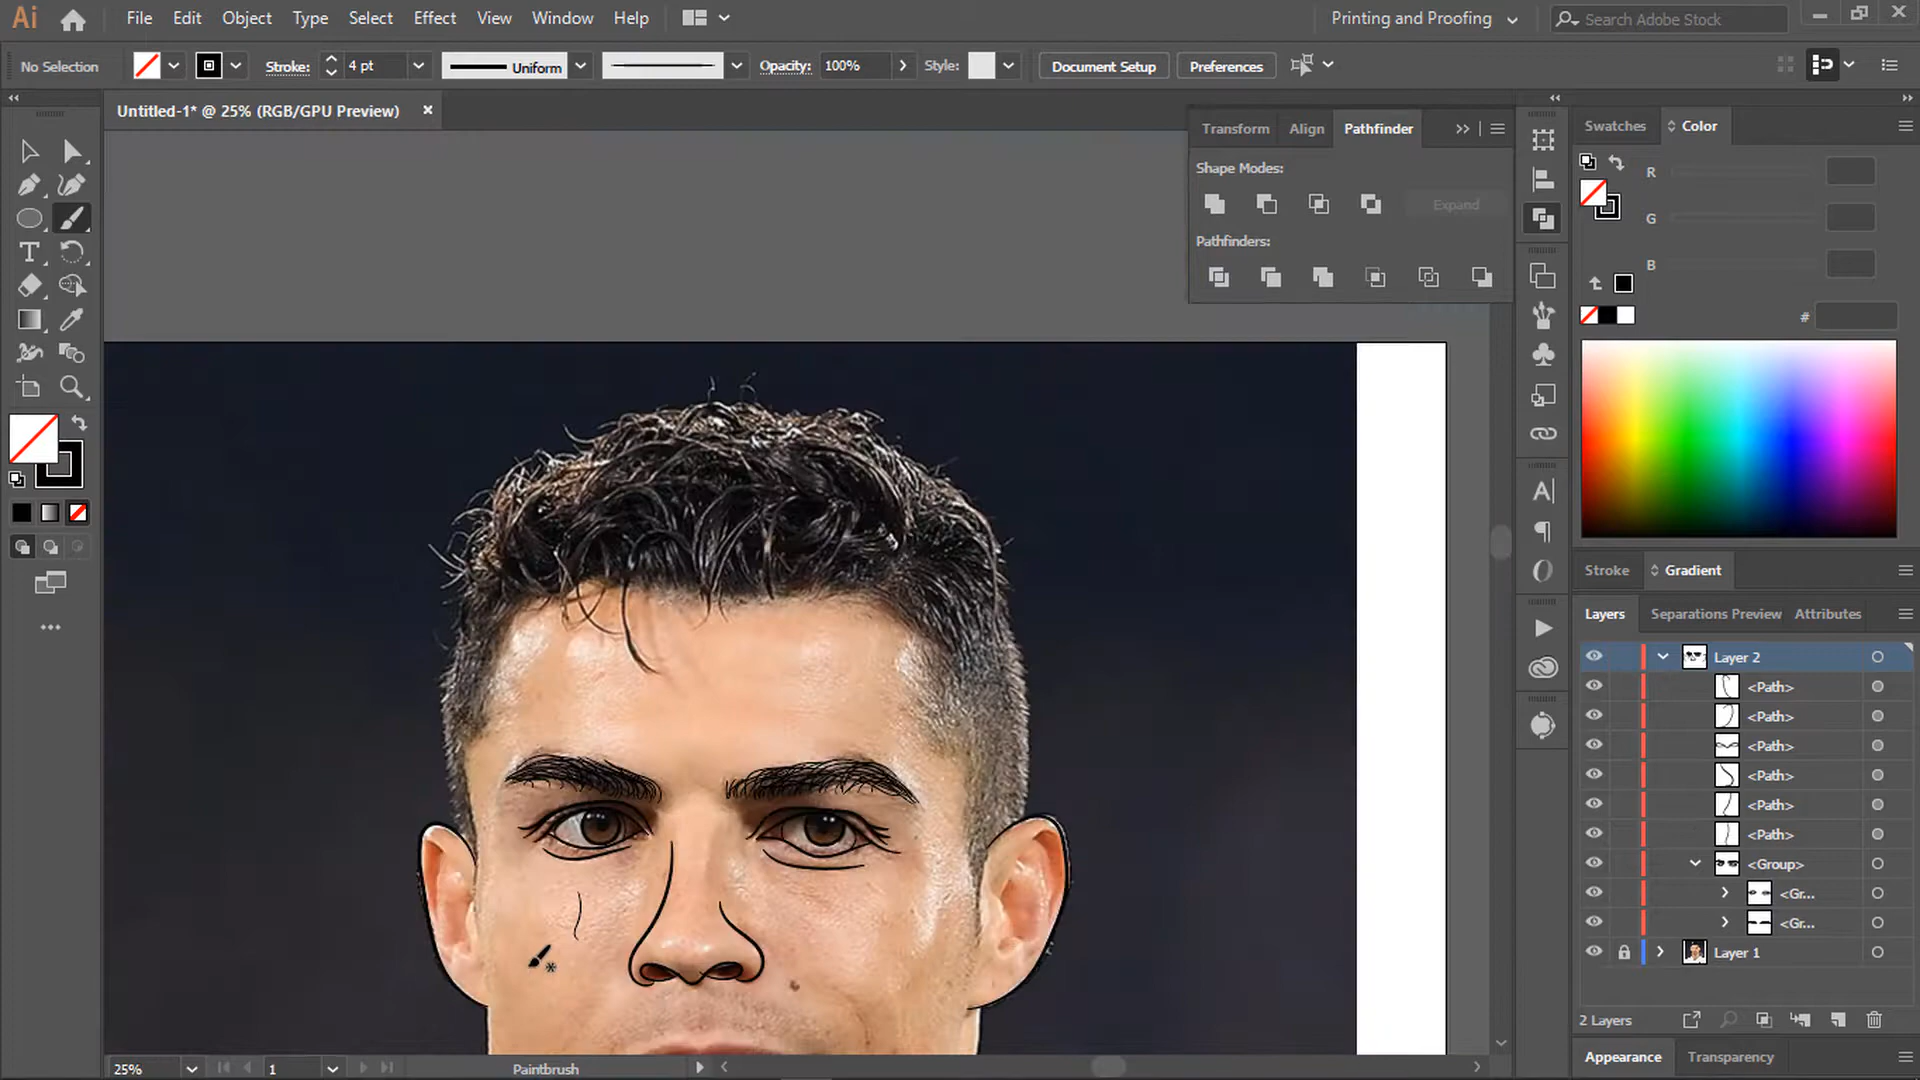 Ai File Edit Object Type Select Effect View Window Help Printing and Proofing Search Adobe Stock
No Selection Stroke: 4 pt Uniform Opacity: 100% Style: Document Setup Preferences
Untitled-1* @ 25% (RGB/GPU Preview)
Transform Align Pathfinder
Shape Modes:
Expand
Pathfinders:
Swatches Color
R
G
B
#
Stroke Gradient
Layers Separations Preview Attributes
Layer 2
<Path>
<Path>
<Path>
<Path>
<Path>
<Path>
<Group>
<Gr...
<Gr...
Layer 1
2 Layers
Appearance Transparency
25% 1 Paintbrush